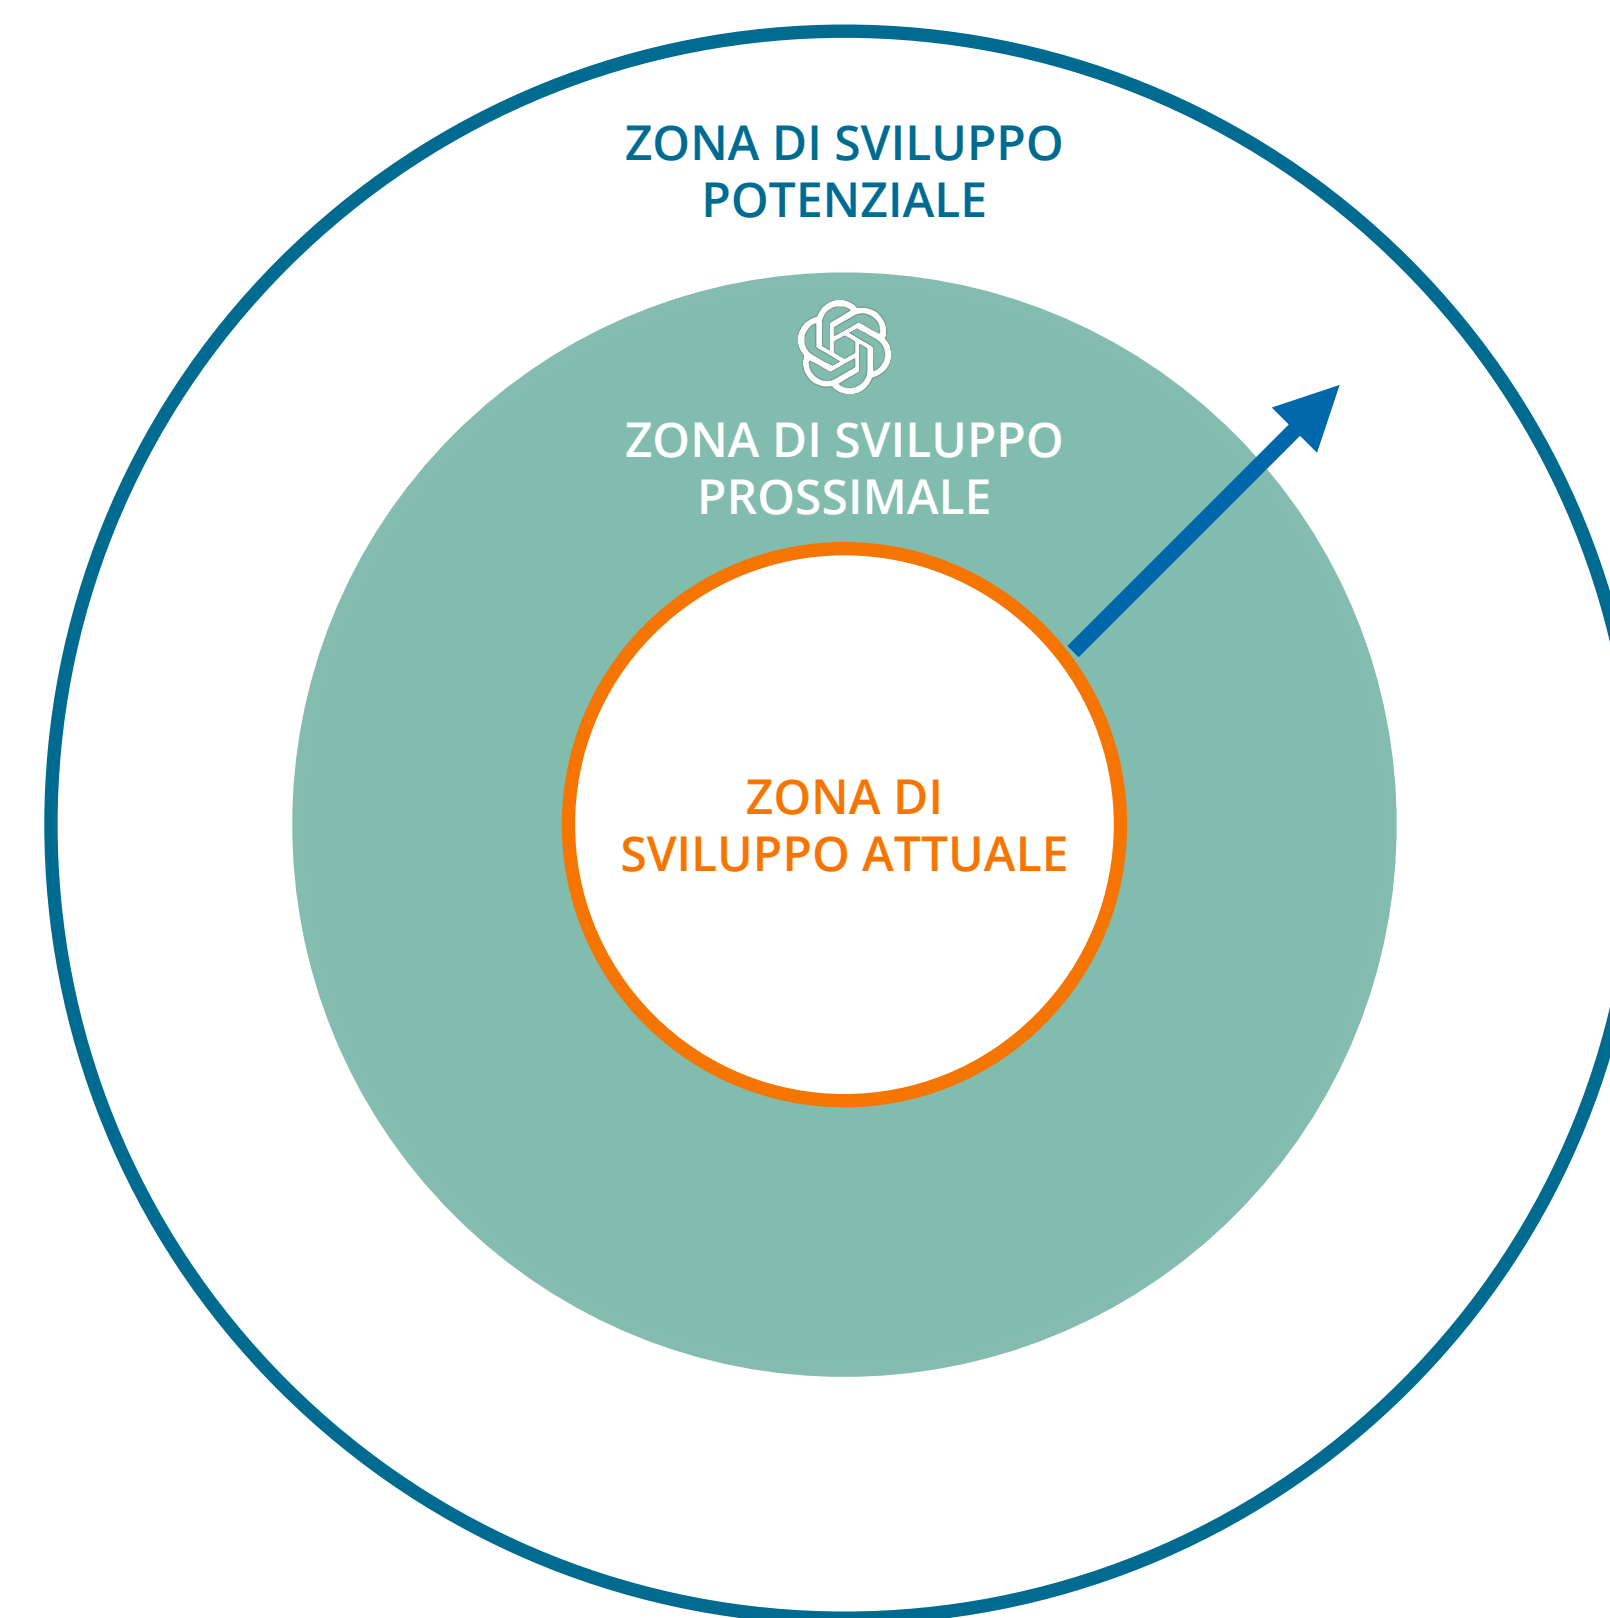 ZONA DI SVILUPPO
POTENZIALE
ZONA DI SVILUPPO
PROSSIMALE
ZONA DI
SVILUPPO ATTUALE